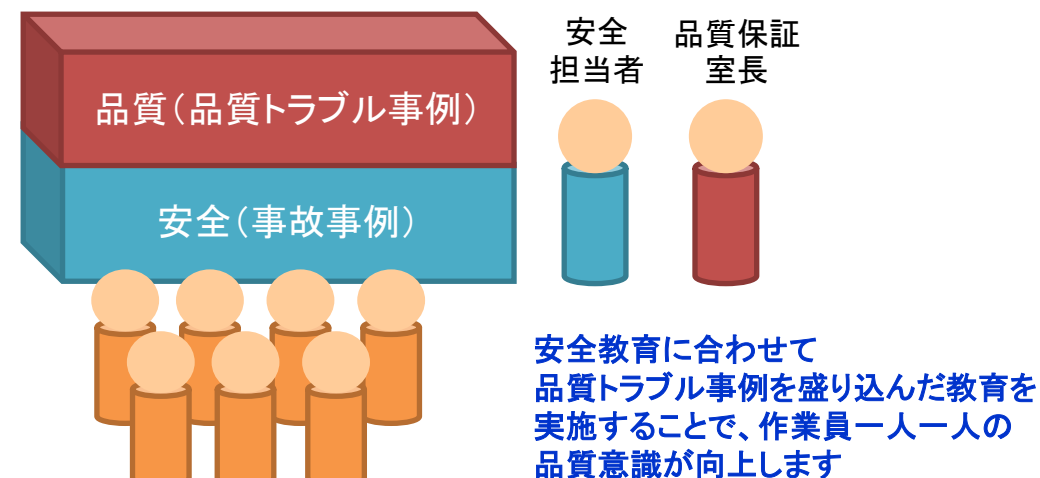 品質(品質トラブル事例)
安全(事故事例)
安全
担当者
品質保証
室長
安全教育に合わせて
品質トラブル事例を盛り込んだ教育を
実施することで、作業員一人一人の
品質意識が向上します